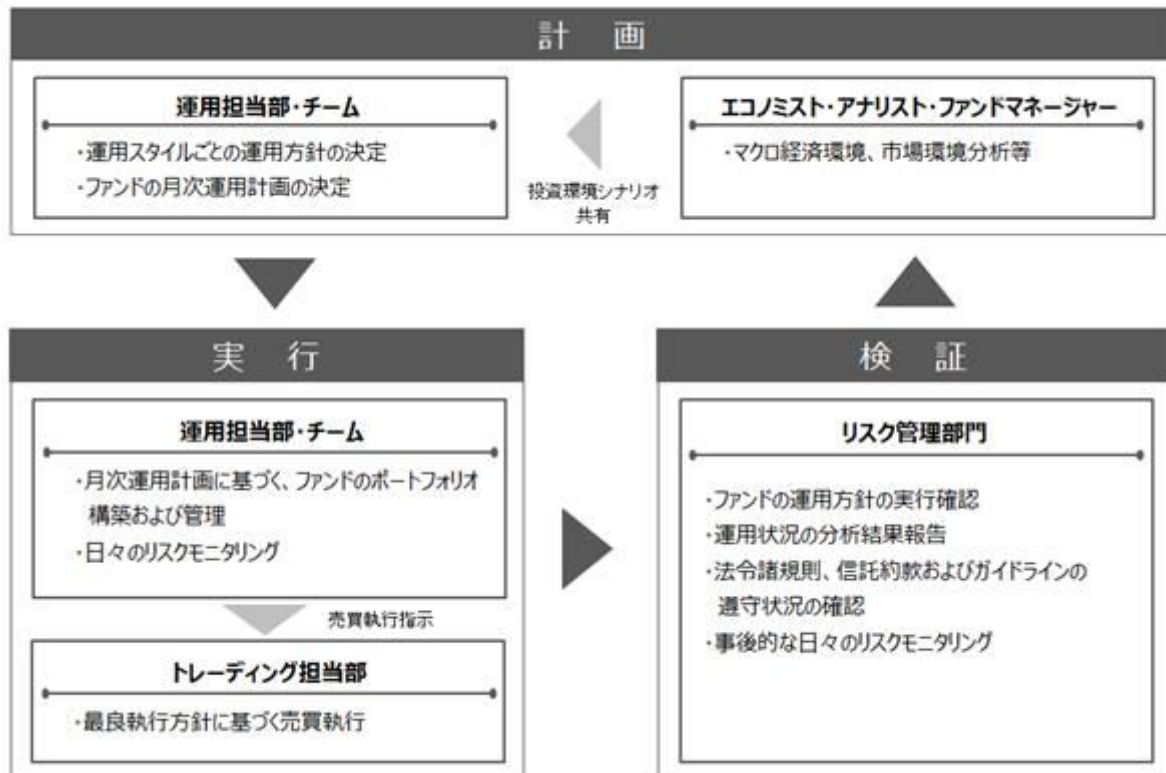 計 画
運用担当部・チーム
・運用スタイルごとの運用方針の決定
・ファンドの月次運用計画の決定
投資環境シナリオ
共有
エコノミスト・アナリスト・ファンドマネージャー
・マクロ経済環境、市場環境分析等
実 行
運用担当部・チーム
・月次運用計画に基づく、ファンドのポートフォリオ
構築および管理
・日々のリスクモニタリング
売買執行指示
トレーディング担当部
・最良執行方針に基づく売買執行
検 証
リスク管理部門
・ファンドの運用方針の実行確認
・運用状況の分析結果報告
・法令諸規則、信託約款およびガイドラインの
遵守状況の確認
・事後的な日々のリスクモニタリング